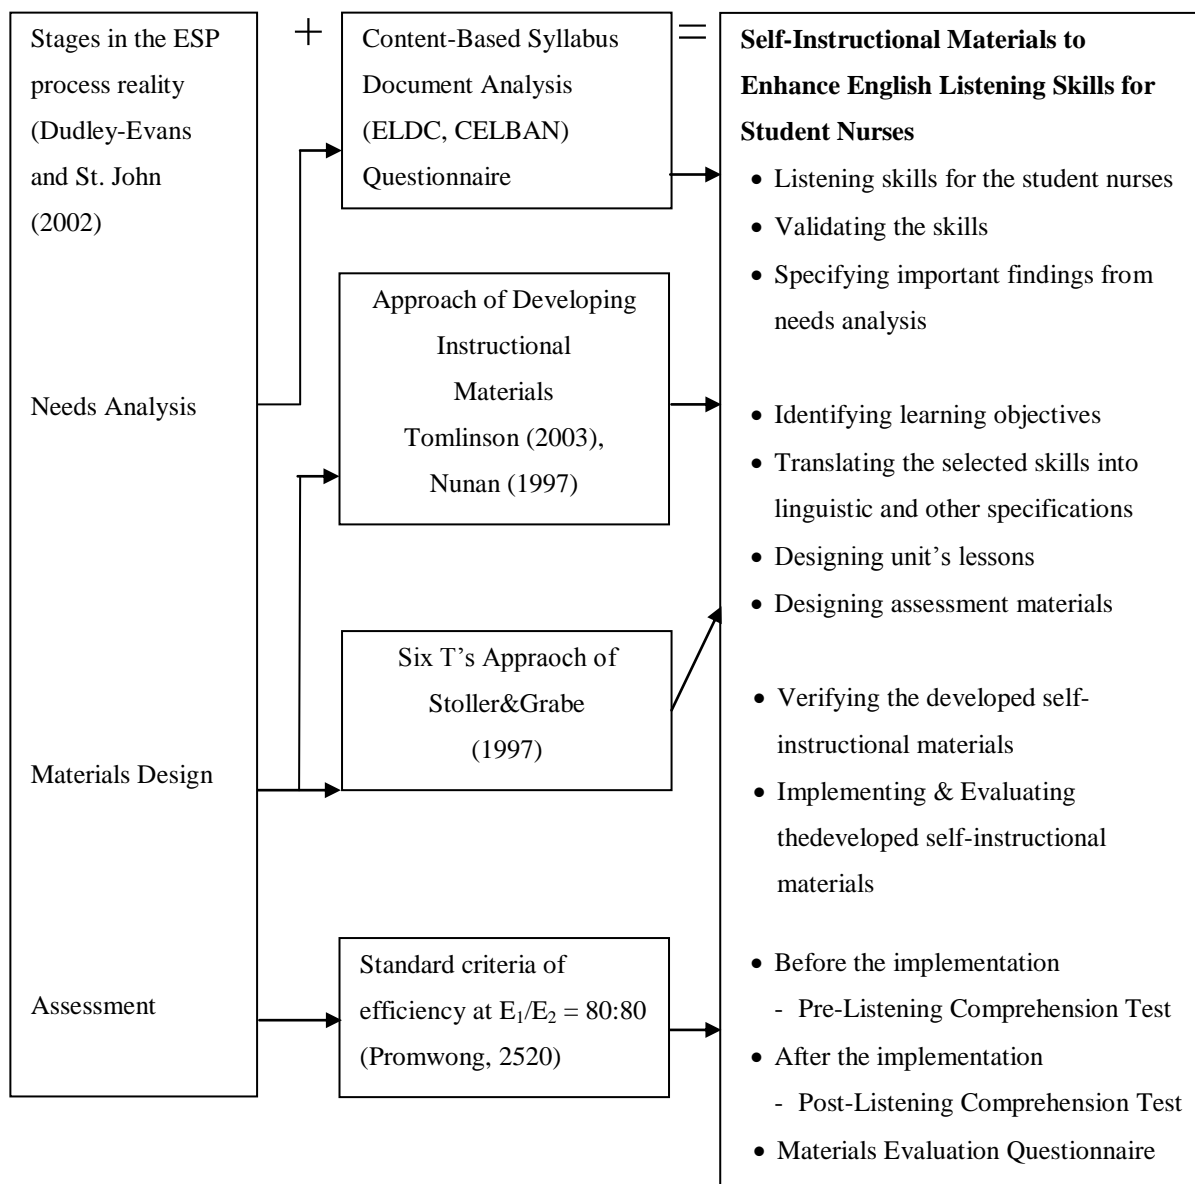 Stages in the ESP
process reality
(Dudley-Evans
and St. John
(2002)
Needs Analysis
Materials Design
Assessment
+
Content-Based Syllabus
Document Analysis
(ELDC, CELBAN)
Questionnaire
Approach of Developing
Instructional
Materials
Tomlinson (2003),
Nunan (1997)
Six T’s Appraoch of
Stoller&Grabe
(1997)
Standard criteria of
efficiency at E₁/E₂ = 80:80
(Promwong, 2520)
=
Self-Instructional Materials to
Enhance English Listening Skills for
Student Nurses
• Listening skills for the student nurses
• Validating the skills
• Specifying important findings from
needs analysis
• Identifying learning objectives
• Translating the selected skills into
linguistic and other specifications
• Designing unit’s lessons
• Designing assessment materials
• Verifying the developed self-
instructional materials
• Implementing & Evaluating
thedeveloped self-instructional
materials
• Before the implementation
- Pre-Listening Comprehension Test
• After the implementation
- Post-Listening Comprehension Test
• Materials Evaluation Questionnaire